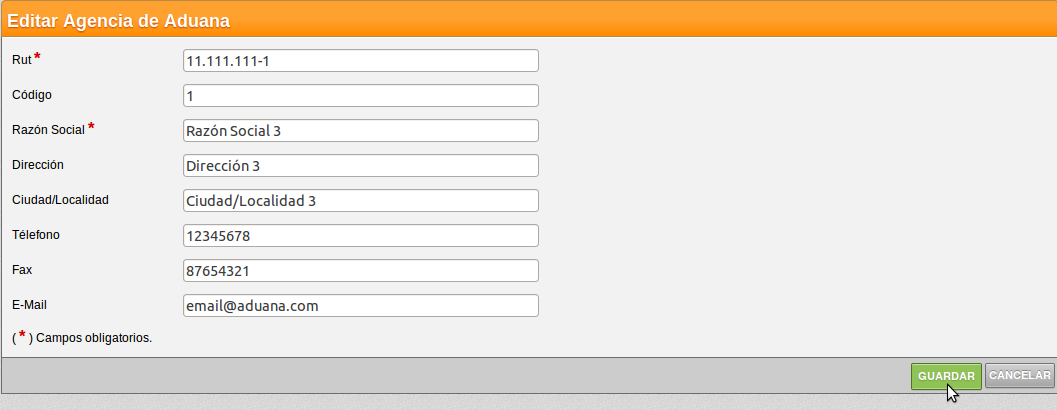 Editar Agencia de Aduana
Rut * 11.111.111-1
Código 1
Razón Social * Razón Social 3
Dirección Dirección 3
Ciudad/Localidad Ciudad/Localidad 3
Télefono 12345678
Fax 87654321
E-Mail email@aduana.com
( * ) Campos obligatorios.
GUARDAR CANCELAR